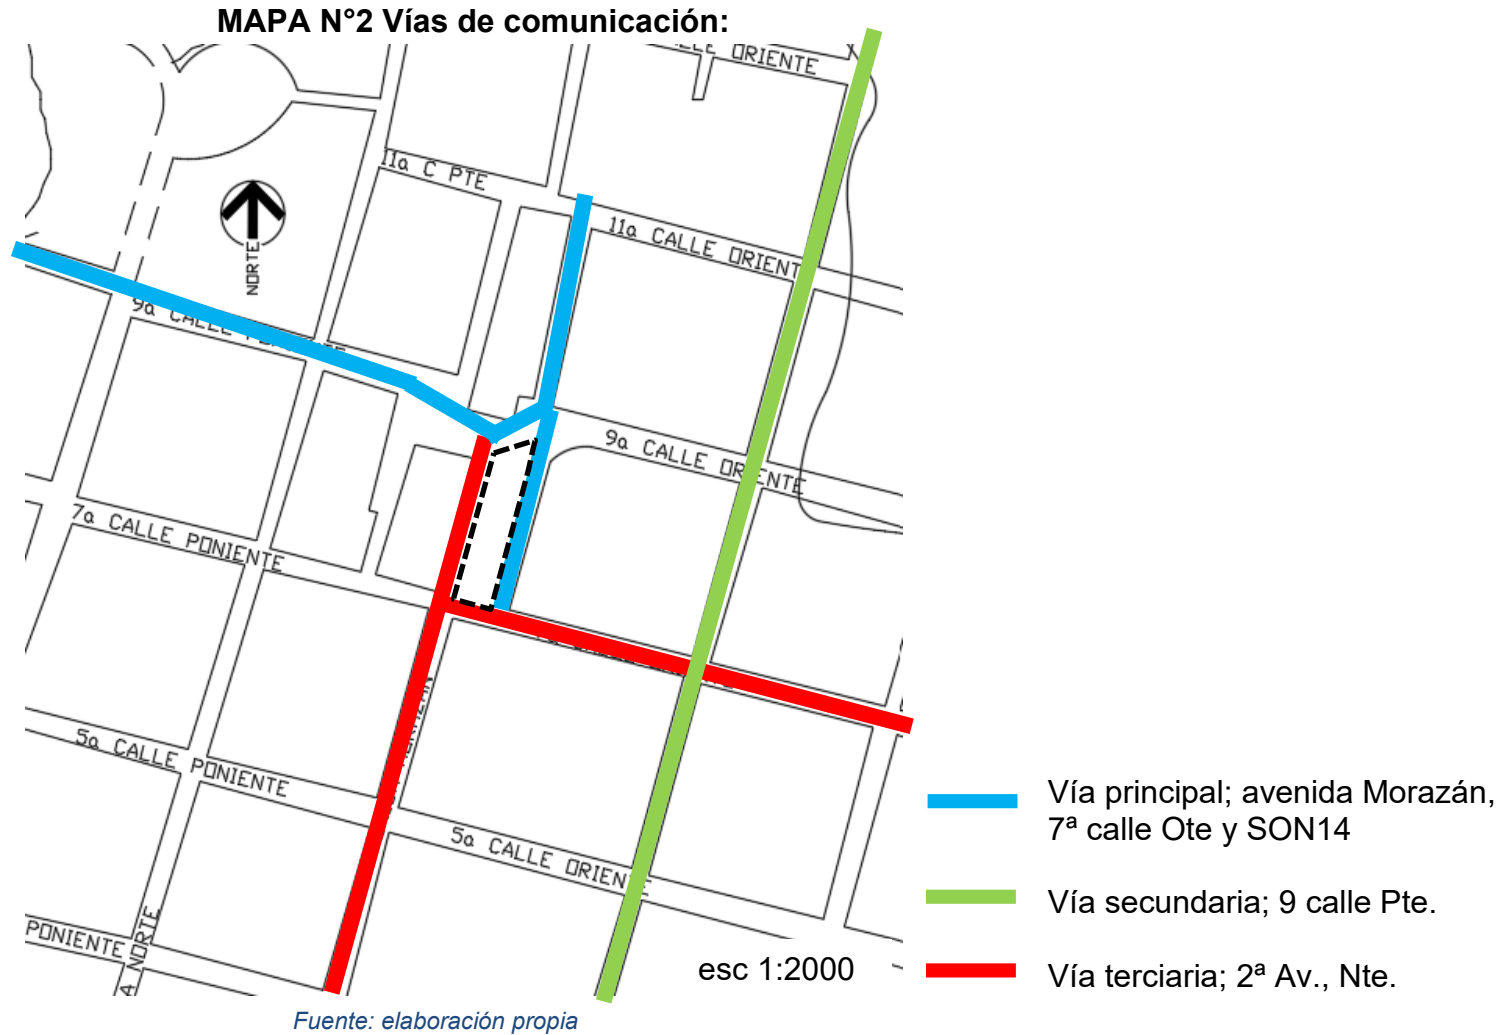 MAPA N°2 Vías de comunicación:
ORIENTE
11a C PTE
11a CALLE ORIENT
NORTE
9a CALLE
9a CALLE ORIENTE
7a CALLE PONIENTE
5a CALLE PONIENTE
5a CALLE ORIENTE
PONIENTE
NORTE
Vía principal; avenida Morazán,
7ª calle Ote y SON14
Vía secundaria; 9 calle Pte.
esc 1:2000
Vía terciaria; 2ª Av., Nte.
Fuente: elaboración propia